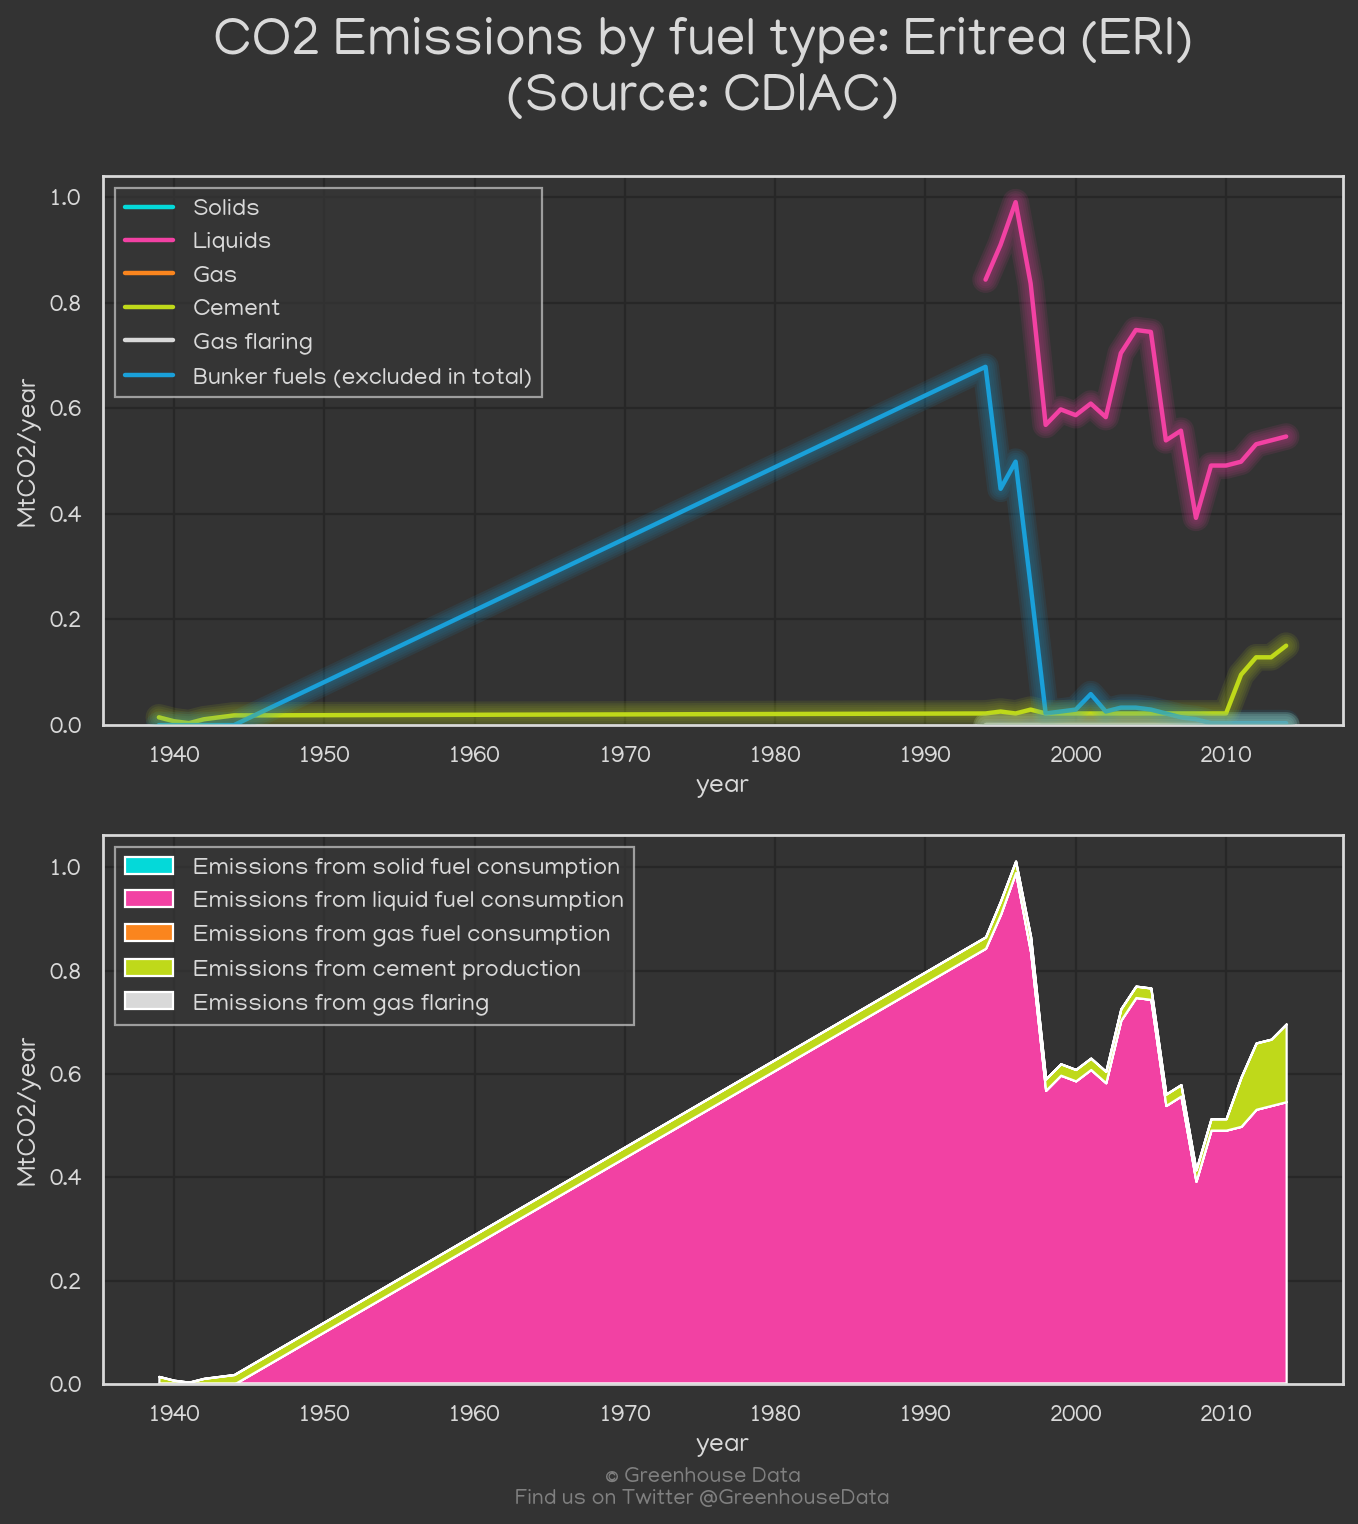 CO2 Emissions by fuel type: Eritrea (ERI)
(Source: CDIAC)
MtCO2/year
1.0
0.8
0.6
0.4
0.2
0.0
Solids
Liquids
Gas
Cement
Gas flaring
Bunker fuels (excluded in total)
1940 1950 1960 1970 1980 1990 2000 2010
year
MtCO2/year
1.0
0.8
0.6
0.4
0.2
0.0
Emissions from solid fuel consumption
Emissions from liquid fuel consumption
Emissions from gas fuel consumption
Emissions from cement production
Emissions from gas flaring
1940 1950 1960 1970 1980 1990 2000 2010
year
© Greenhouse Data
Find us on Twitter @GreenhouseData